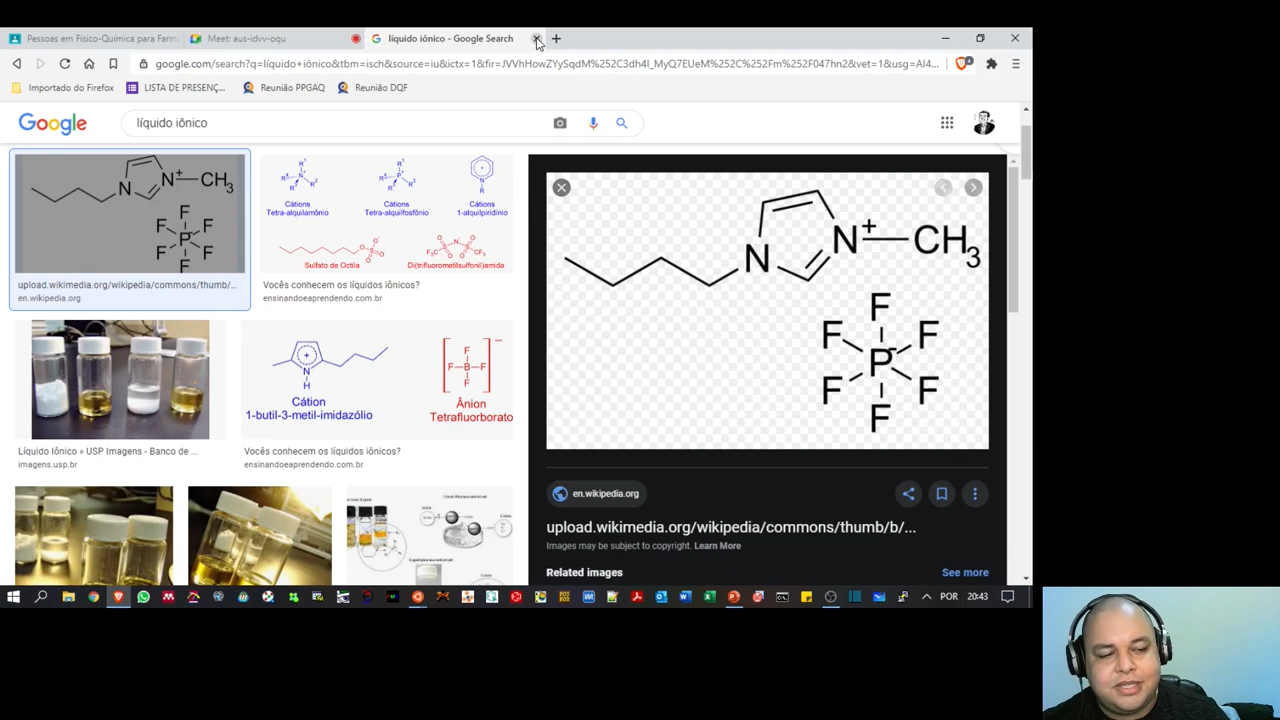 Pessoas em Físico-Química para Farm
Meet: aus-idvv-oqu
líquido iônico - Google Search
google.com/search?q=líquido+iônico&tbm=isch&source=iu&ictx=1&fir=JVVhHowZYySqdM%252C3dh4I_MyQ7EUeM%252C%252Fm%252F047hn2&vet=1&usg=AI4...
4
Importado do Firefox
LISTA DE PRESENÇ...
Reunião PPGAQ
Reunião DQF
Google
líquido iônico
N
N
+
CH3
F
F
F
P
F
F
F
upload.wikimedia.org/wikipedia/commons/thumb/...
en.wikipedia.org
Cátions
Tetra-alquilamônio
Cátions
Tetra-alquilfosfônio
Cátions
1-alquilpiridínio
Sulfato de Octila
Di(trifluorometilsulfonil)amida
Vocês conhecem os líquidos iônicos?
ensinandoeaprendendo.com.br
Líquido Iônico » USP Imagens - Banco de ...
imagens.usp.br
+
N
H
Cátion
1-butil-3-metil-imidazólio
F
F-B-F
F
−
Ânion
Tetrafluorborato
Vocês conhecem os líquidos iônicos?
ensinandoeaprendendo.com.br
N
N
+
CH3
F
F
F
P-
F
F
F
en.wikipedia.org
upload.wikimedia.org/wikipedia/commons/thumb/b/...
Images may be subject to copyright. Learn More
Related images
See more
POR
20:43